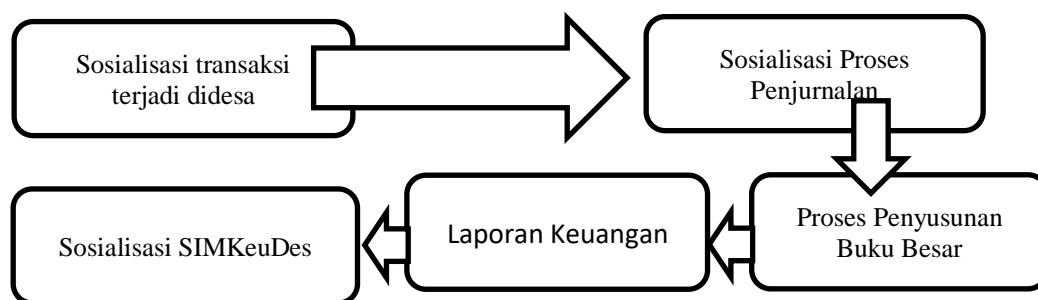 Sosialisasi transaksi
terjadi didesa
Sosialisasi Proses
Penjurnalan
Sosialisasi SIMKeuDes
Laporan Keuangan
Proses Penyusunan
Buku Besar